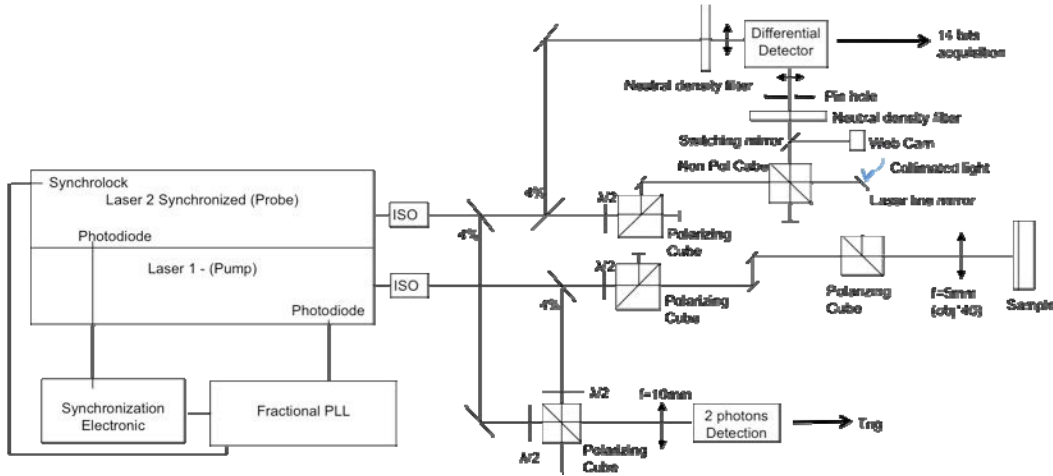 Differential
Detector
14 bits
acquisition
Neutral density filter
Pin hole
Neutral density filter
Switching mirror
Web Cam
Non Pol Cube
Collimated light
Laser line mirror
Synchrolock
Laser 2 Synchronized (Probe)
ISO
4%
4%
λ/2
Polarizing
Cube
Photodiode
Laser 1 - (Pump)
ISO
λ/2
4%
Polarizing
Cube
Polarizing
Cube
f=5mm
(obj*40)
Sample
Photodiode
Synchronization
Electronic
Fractional PLL
λ/2
f=10mm
2 photons
Detection
Trig
λ/2
Polarizing
Cube